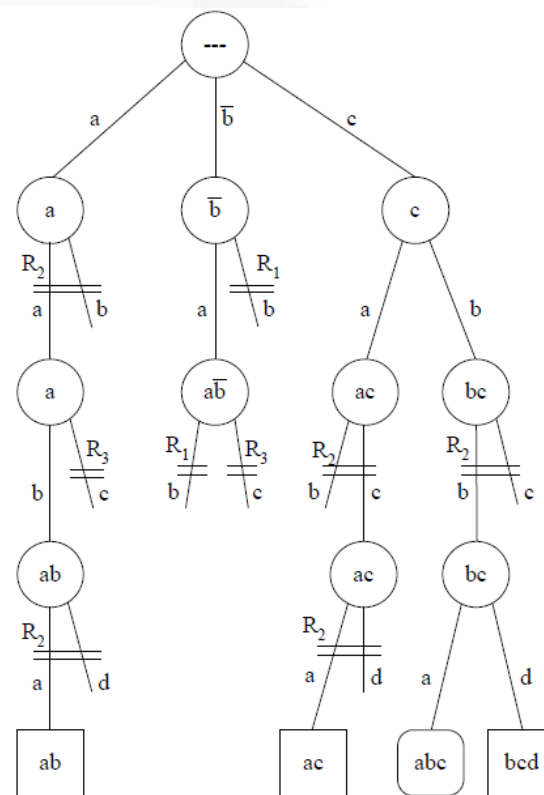 ---
a b̅ c
a b̅ c
R₂ R₁
a b a b a b
a ab̅ ac bc
R₃ R₁ R₃ R₂ R₂
b c b c b c b c
ab ac bc
R₂ R₂
a d a d a d
ab ac abc bcd